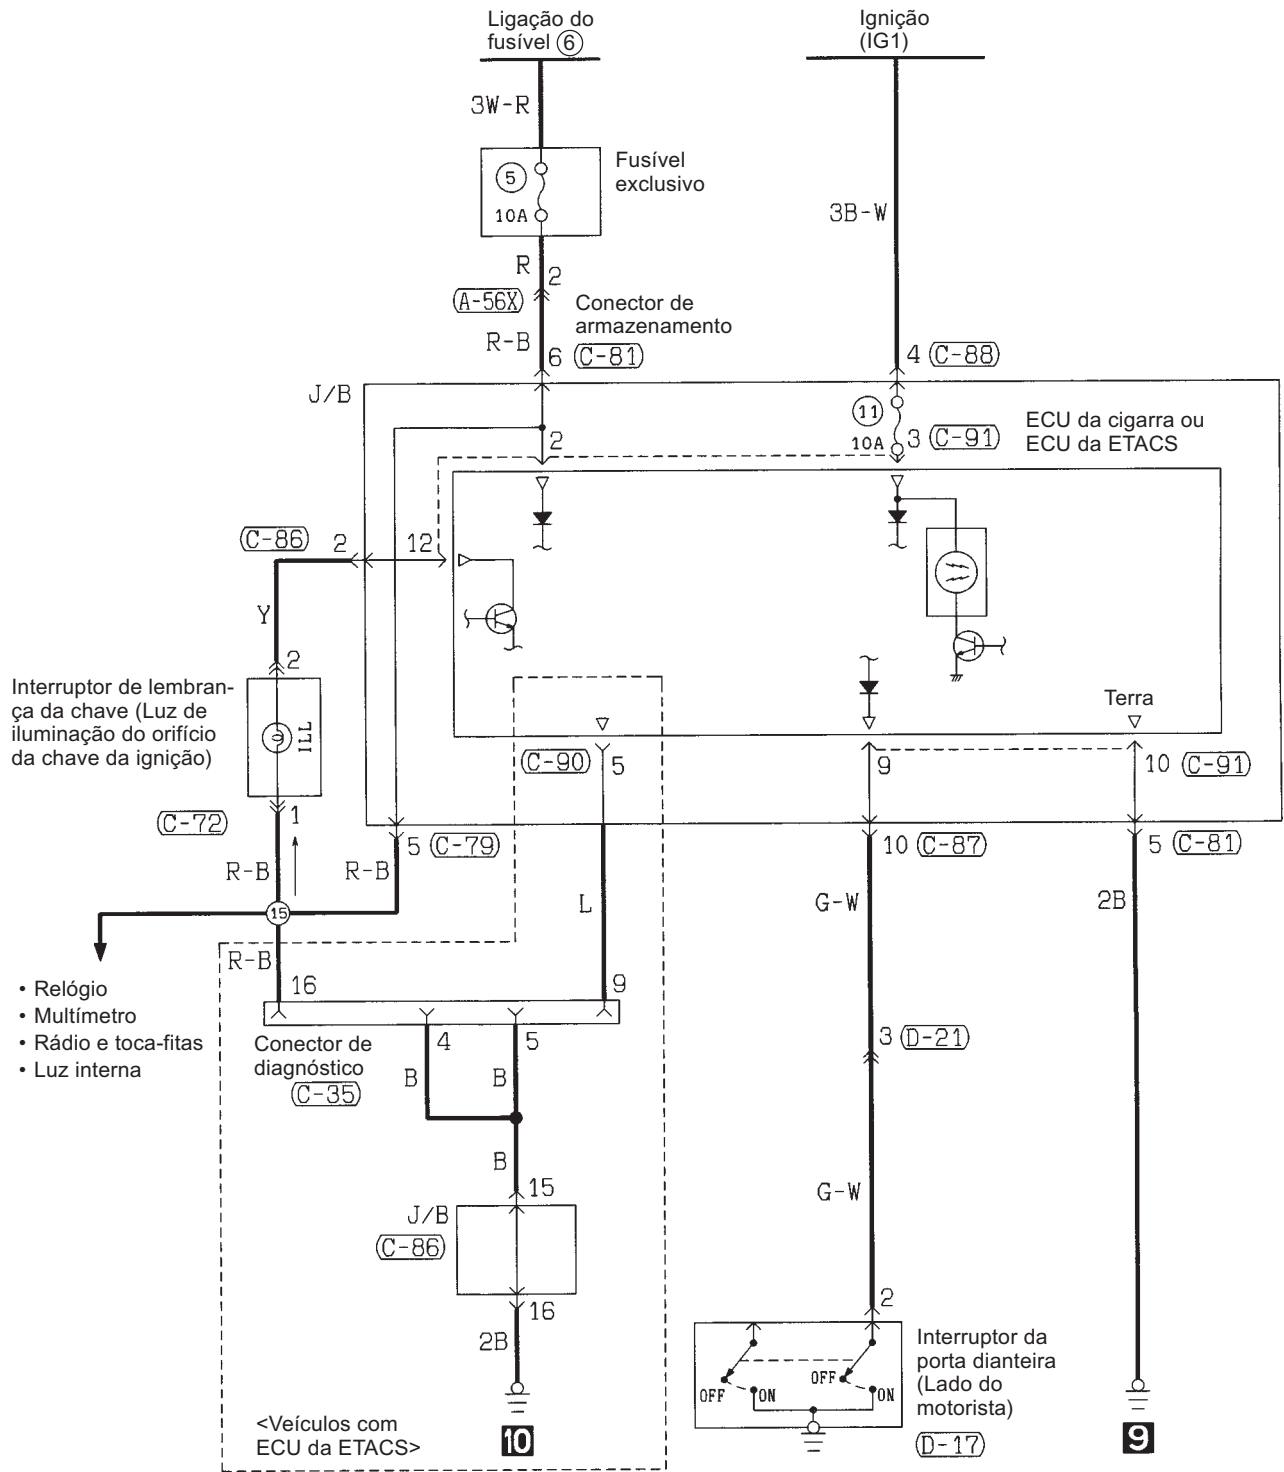 Ligação do
fusível ⑥
Ignição
(IG1)
3W-R
⑤
10A
Fusível
exclusivo
3B-W
R
2
A-56X
Conector de
armazenamento
R-B
6 C-81
4 C-88
J/B
⑪
10A
3 C-91
ECU da cigarra ou
ECU da ETACS
2
C-86
2
12
Y
2
Interruptor de lembran-
ça da chave (Luz de
iluminação do orifício
da chave da ignição)
ILL
Terra
C-90 5
9
10 C-91
C-72
1
5 C-79
10 C-87
5 C-81
R-B
R-B
L
G-W
2B
⑮
R-B
16
9
• Relógio
• Multímetro
• Rádio e toca-fitas
• Luz interna
Conector de
diagnóstico
C-35
4
5
B
B
3 D-21
B
15
J/B
C-86
G-W
16
2
2B
Interruptor da
porta dianteira
(Lado do
motorista)
D-17
OFF
ON
OFF
ON
<Veículos com
ECU da ETACS>
10
9